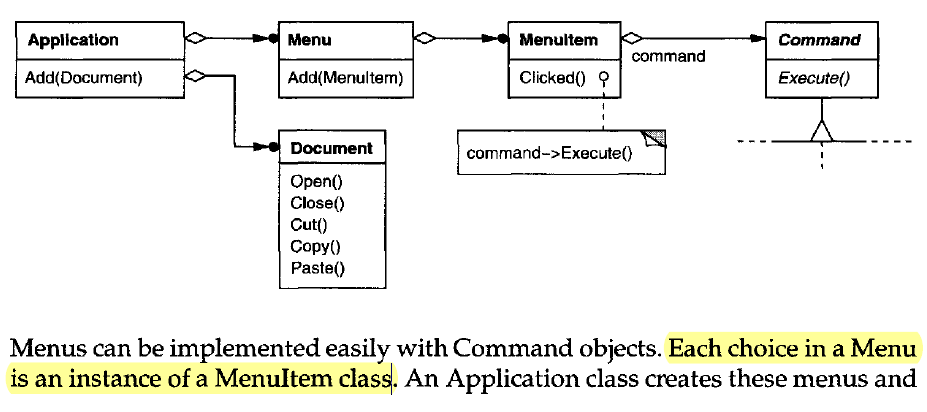 Application
Menu
MenuItem
Command
command
Add(Document)
Add(MenuItem)
Clicked()
Execute()
Document
command->Execute()
Open()
Close()
Cut()
Copy()
Paste()
Menus can be implemented easily with Command objects. Each choice in a Menu
is an instance of a MenuItem class. An Application class creates these menus and